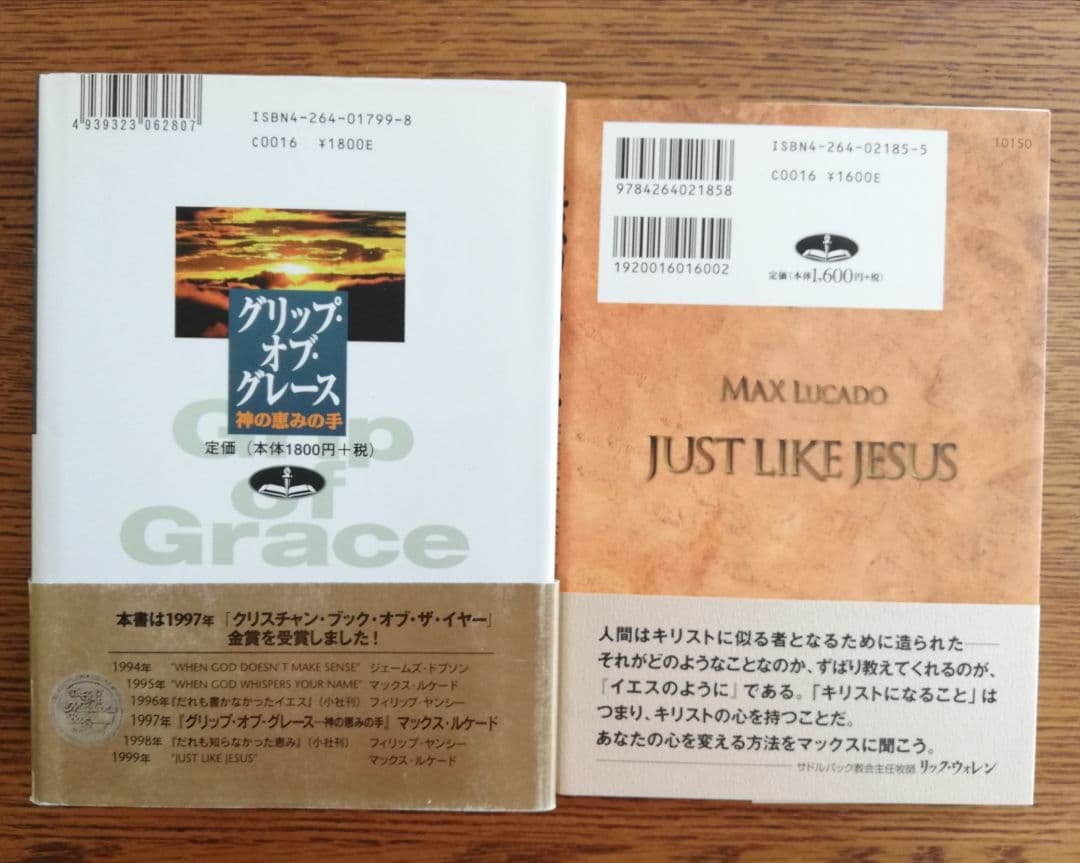 4939323062807
ISBN4-264-01799-8
C0016 ¥1800E
グリップ・
オブ・
グレース
神の恵みの手
Grip
定価（本体1800円＋税）
of
Grace
本書は1997年「クリスチャン・ブック・オブ・ザ・イヤー」
金賞を受賞しました！
1994年 "WHEN GOD DOESN'T MAKE SENSE" ジェームズ・ドブソン
1995年 "WHEN GOD WHISPERS YOUR NAME" マックス・ルケード
1996年『だれも書かなかったイエス』（小社刊） フィリップ・ヤンシー
1997年『グリップ・オブ・グレース―神の恵みの手』 マックス・ルケード
1998年 『だれも知らなかった恵み』（小社刊） フィリップ・ヤンシー
1999年 "JUST LIKE JESUS" マックス・ルケード
10150
9784264021858
ISBN4-264-02185-5
C0016 ¥1600E
1920016016002
定価（本体1,600円+税）
MAX LUCADO
JUST LIKE JESUS
人間はキリストに似る者となるために造られた――
それがどのようなことなのか、ずばり教えてくれるのが、
『イエスのように』である。「キリストになること」は
つまり、キリストの心を持つことだ。
あなたの心を変える方法をマックスに聞こう。
サドルバック教会主任牧師 リック・ウォレン